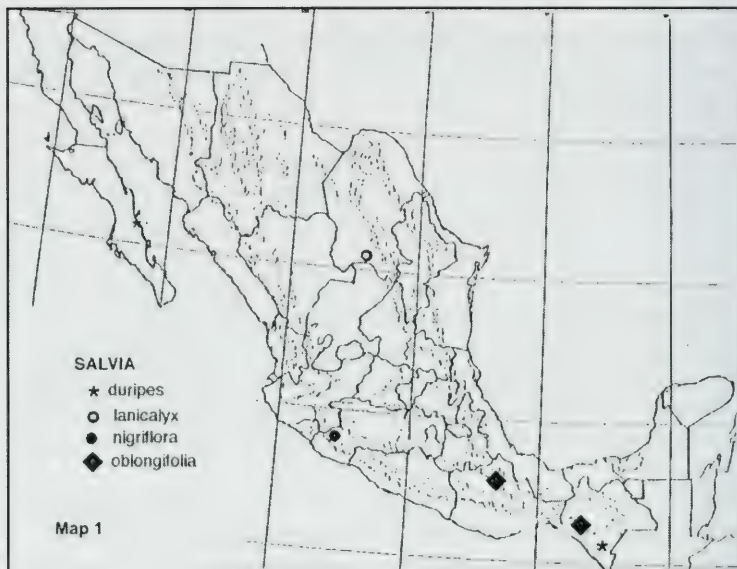 SALVIA
★ duripes
○ lanicalyx
● nigriflora
◆ oblongifolia
Map 1